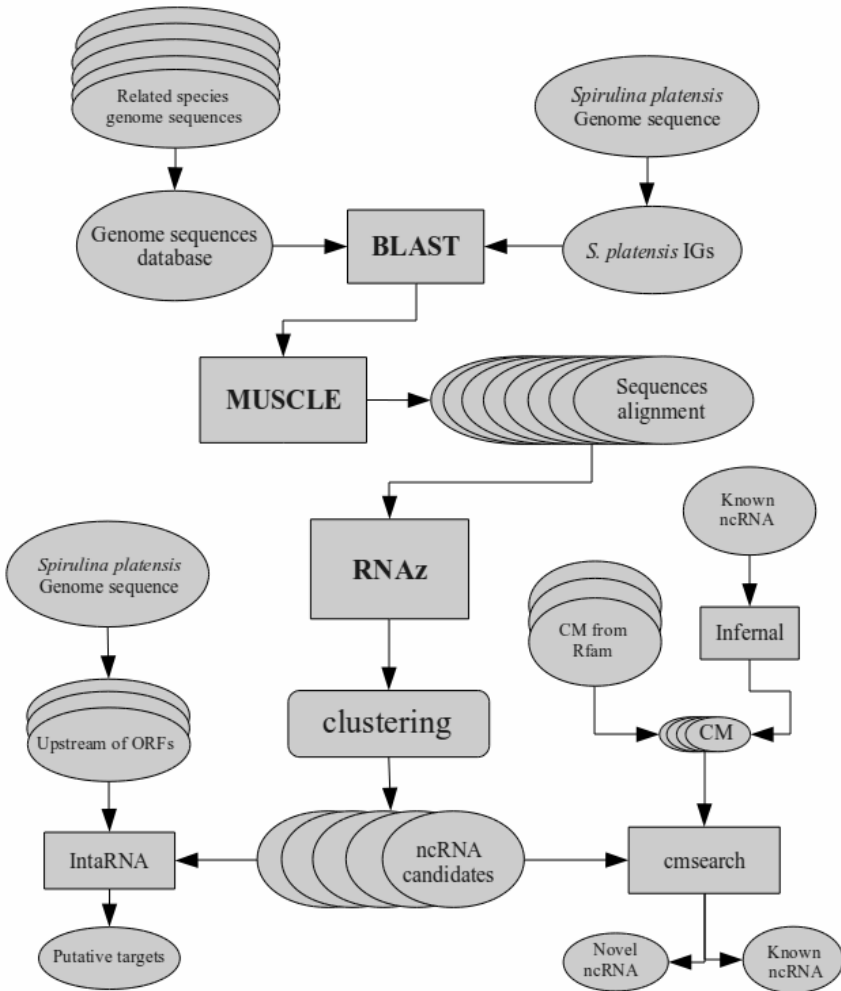 Related species
genome sequences
Spirulina platensis
Genome sequence
Genome sequences
database
BLAST
S. platensis IGs
MUSCLE
Sequences
alignment
Known
ncRNA
Spirulina platensis
Genome sequence
RNAz
CM from
Rfam
Infernal
Upstream of ORFs
clustering
CM
IntaRNA
ncRNA
candidates
cmsearch
Putative targets
Novel
ncRNA
Known
ncRNA